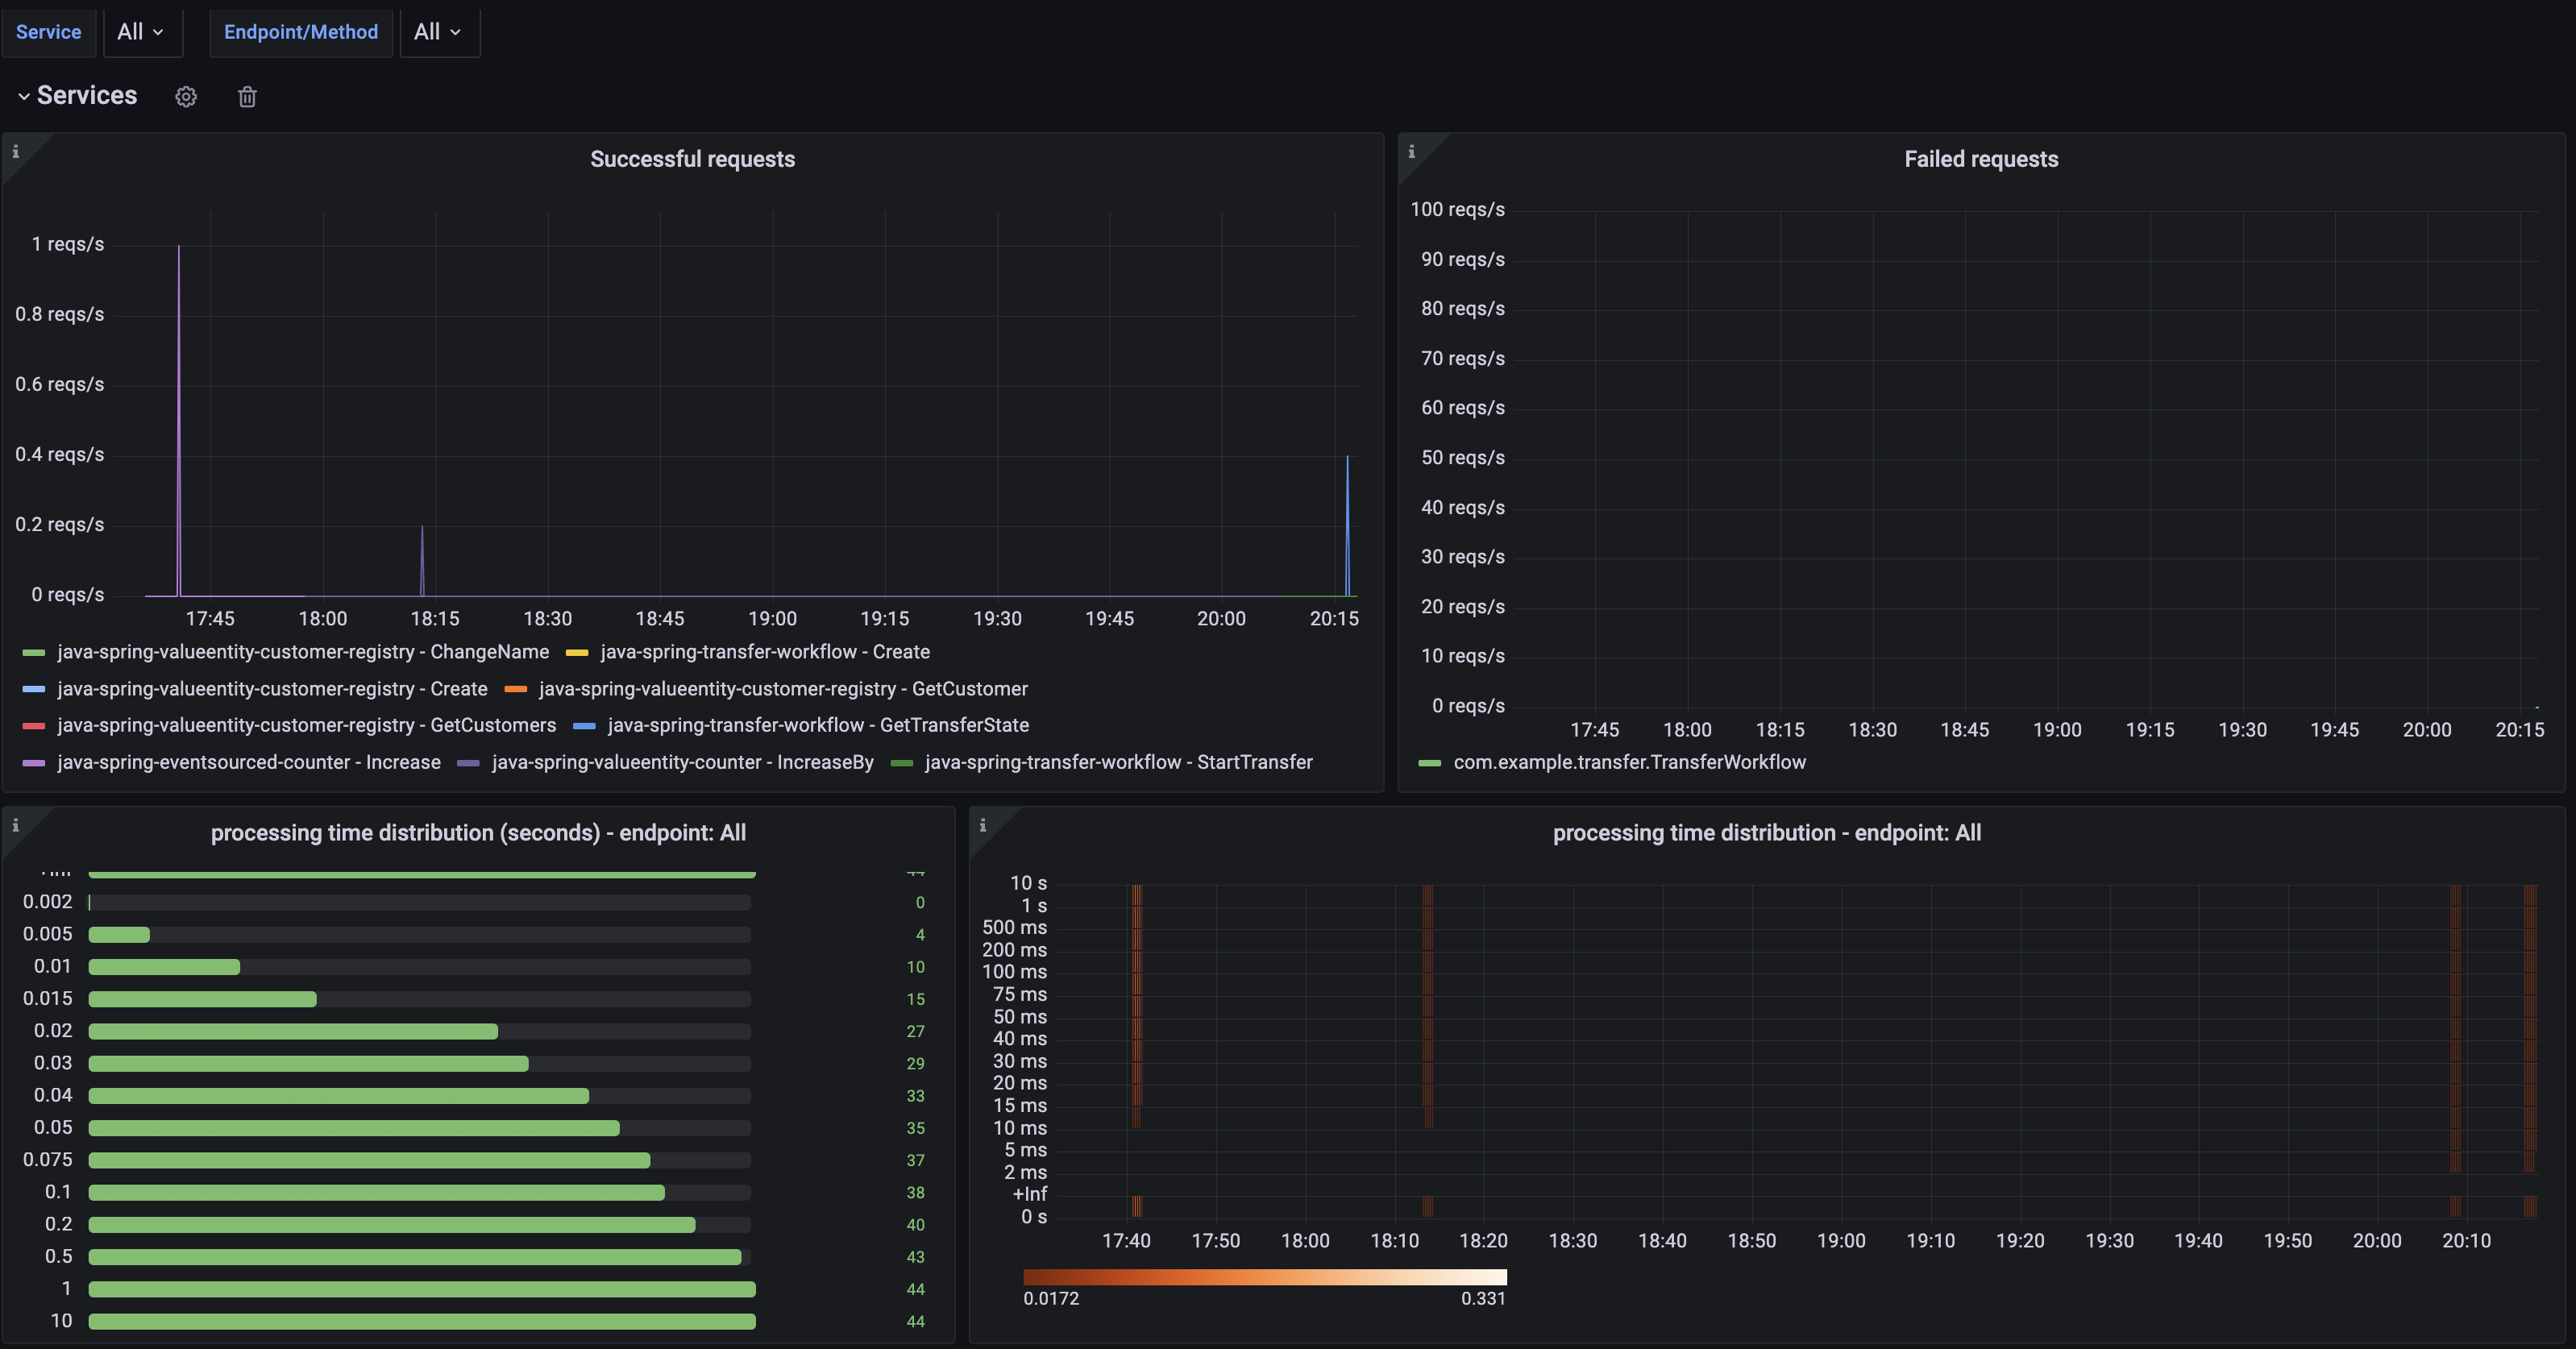 Service All Endpoint/Method All
Services
Successful requests
1 reqs/s
0.8 reqs/s
0.6 reqs/s
0.4 reqs/s
0.2 reqs/s
0 reqs/s
17:45 18:00 18:15 18:30 18:45 19:00 19:15 19:30 19:45 20:00 20:15
java-spring-valueentity-customer-registry - ChangeName java-spring-transfer-workflow - Create
java-spring-valueentity-customer-registry - Create java-spring-valueentity-customer-registry - GetCustomer
java-spring-valueentity-customer-registry - GetCustomers java-spring-transfer-workflow - GetTransferState
java-spring-eventsourced-counter - Increase java-spring-valueentity-counter - IncreaseBy java-spring-transfer-workflow - StartTransfer
Failed requests
100 reqs/s
90 reqs/s
80 reqs/s
70 reqs/s
60 reqs/s
50 reqs/s
40 reqs/s
30 reqs/s
20 reqs/s
10 reqs/s
0 reqs/s
17:45 18:00 18:15 18:30 18:45 19:00 19:15 19:30 19:45 20:00 20:15
com.example.transfer.TransferWorkflow
processing time distribution (seconds) - endpoint: All
0.002 0
0.005 4
0.01 10
0.015 15
0.02 27
0.03 29
0.04 33
0.05 35
0.075 37
0.1 38
0.2 40
0.5 43
1 44
10 44
processing time distribution - endpoint: All
10 s
1 s
500 ms
200 ms
100 ms
75 ms
50 ms
40 ms
30 ms
20 ms
15 ms
10 ms
5 ms
2 ms
+Inf
0 s
17:40 17:50 18:00 18:10 18:20 18:30 18:40 18:50 19:00 19:10 19:20 19:30 19:40 19:50 20:00 20:10
0.0172 0.331